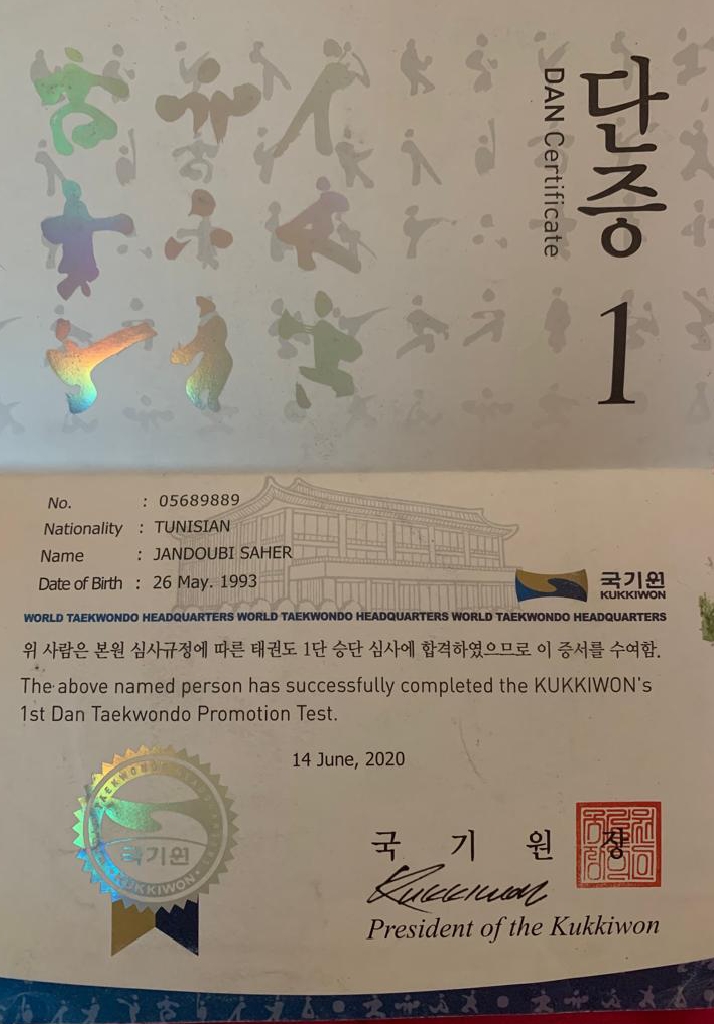 단증
DAN Certificate
1
No. : 05689889
Nationality : TUNISIAN
Name : JANDOUBI SAHER
Date of Birth : 26 May. 1993
국기원
KUKKIWON
WORLD TAEKWONDO HEADQUARTERS WORLD TAEKWONDO HEADQUARTERS WORLD TAEKWONDO HEADQUARTERS
위 사람은 본원 심사규정에 따른 태권도 1단 승단 심사에 합격하였으므로 이 증서를 수여함.
The above named person has successfully completed the KUKKIWON's
1st Dan Taekwondo Promotion Test.
14 June, 2020
국기원
KUKKIWON
국 기 원 장
Kukkiwon
President of the Kukkiwon